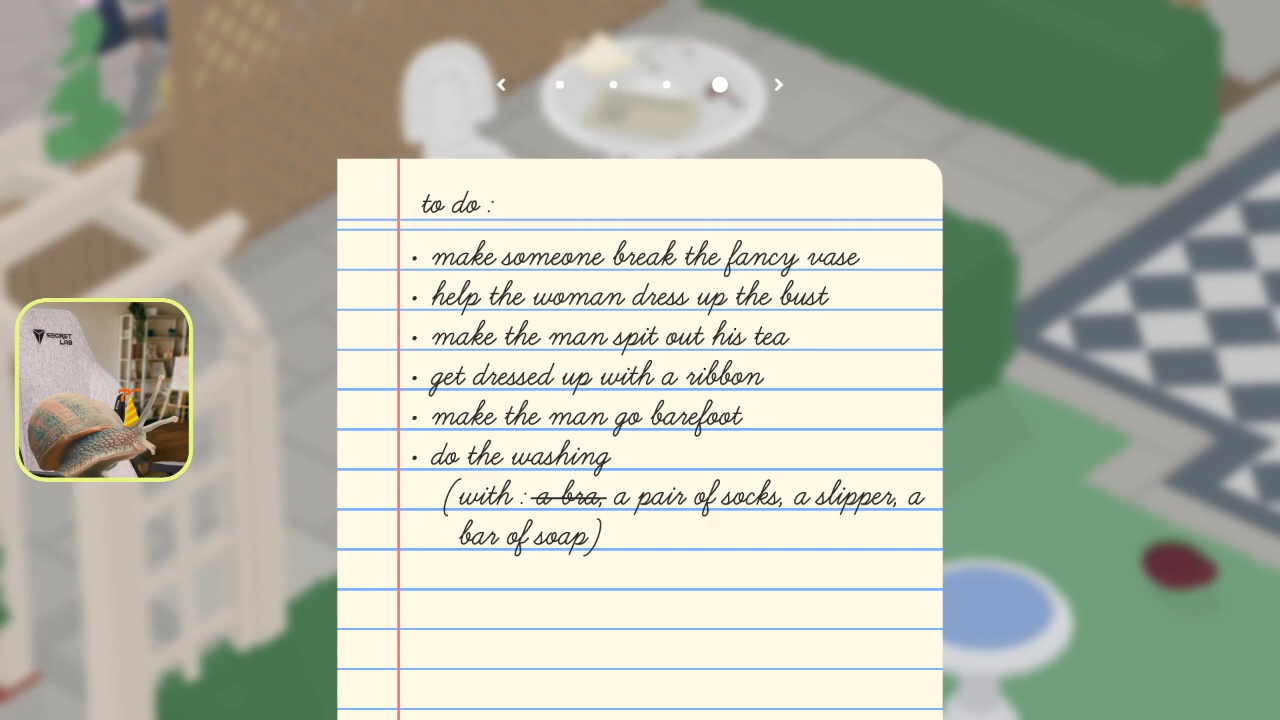 to do :
• make someone break the fancy vase
• help the woman dress up the bust
• make the man spit out his tea
• get dressed up with a ribbon
• make the man go barefoot
• do the washing
(with : a bra, a pair of socks, a slipper, a
bar of soap)
SECRET
LAB